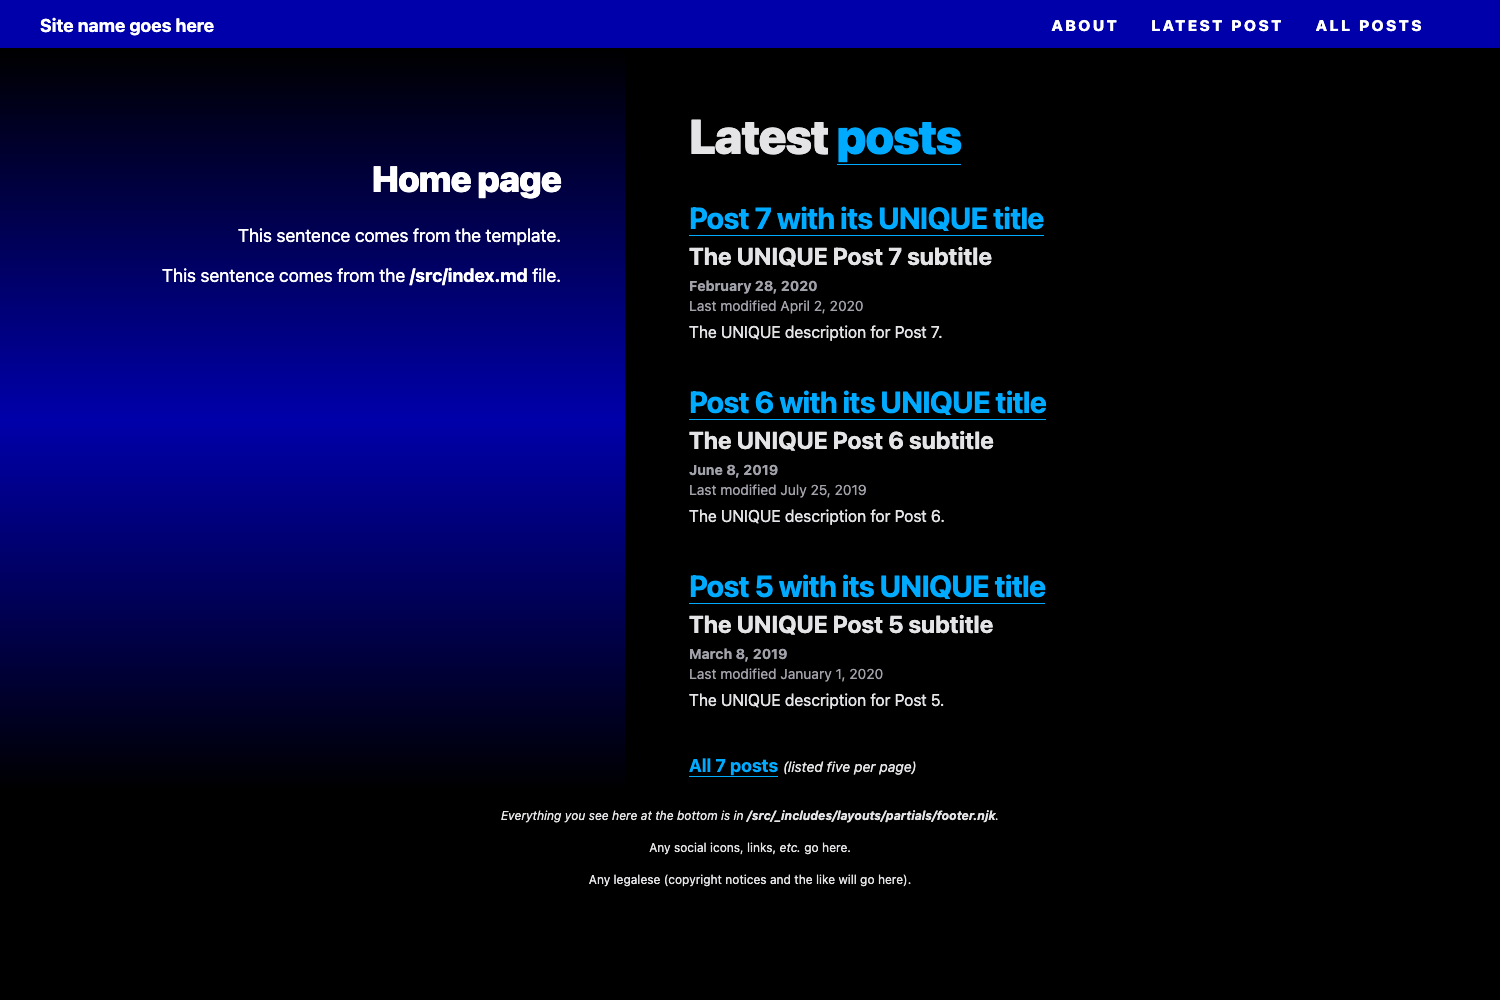 Site name goes here
ABOUT LATEST POST ALL POSTS
Home page
This sentence comes from the template.
This sentence comes from the /src/index.md file.
Latest posts
Post 7 with its UNIQUE title
The UNIQUE Post 7 subtitle
February 28, 2020
Last modified April 2, 2020
The UNIQUE description for Post 7.
Post 6 with its UNIQUE title
The UNIQUE Post 6 subtitle
June 8, 2019
Last modified July 25, 2019
The UNIQUE description for Post 6.
Post 5 with its UNIQUE title
The UNIQUE Post 5 subtitle
March 8, 2019
Last modified January 1, 2020
The UNIQUE description for Post 5.
All 7 posts (listed five per page)
Everything you see here at the bottom is in /src/_includes/layouts/partials/footer.njk.
Any social icons, links, etc. go here.
Any legalese (copyright notices and the like will go here).